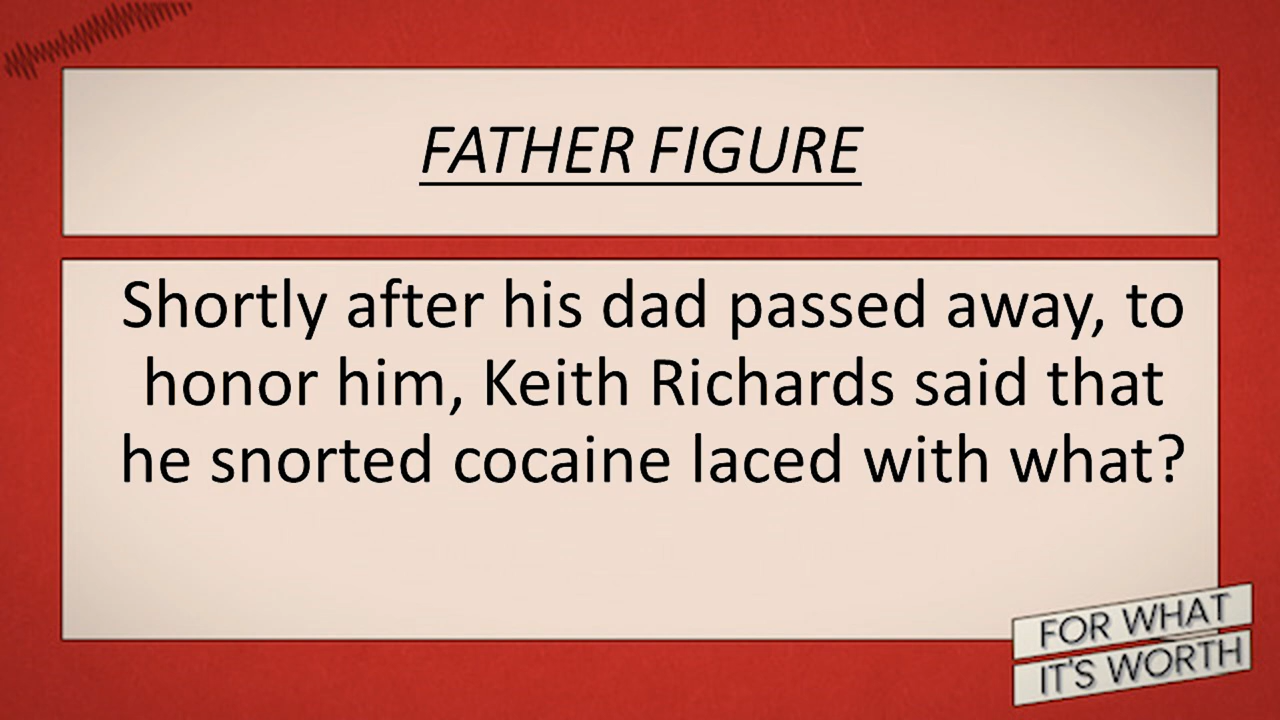 FATHER FIGURE
Shortly after his dad passed away, to
honor him, Keith Richards said that
he snorted cocaine laced with what?
FOR WHAT
IT'S WORTH